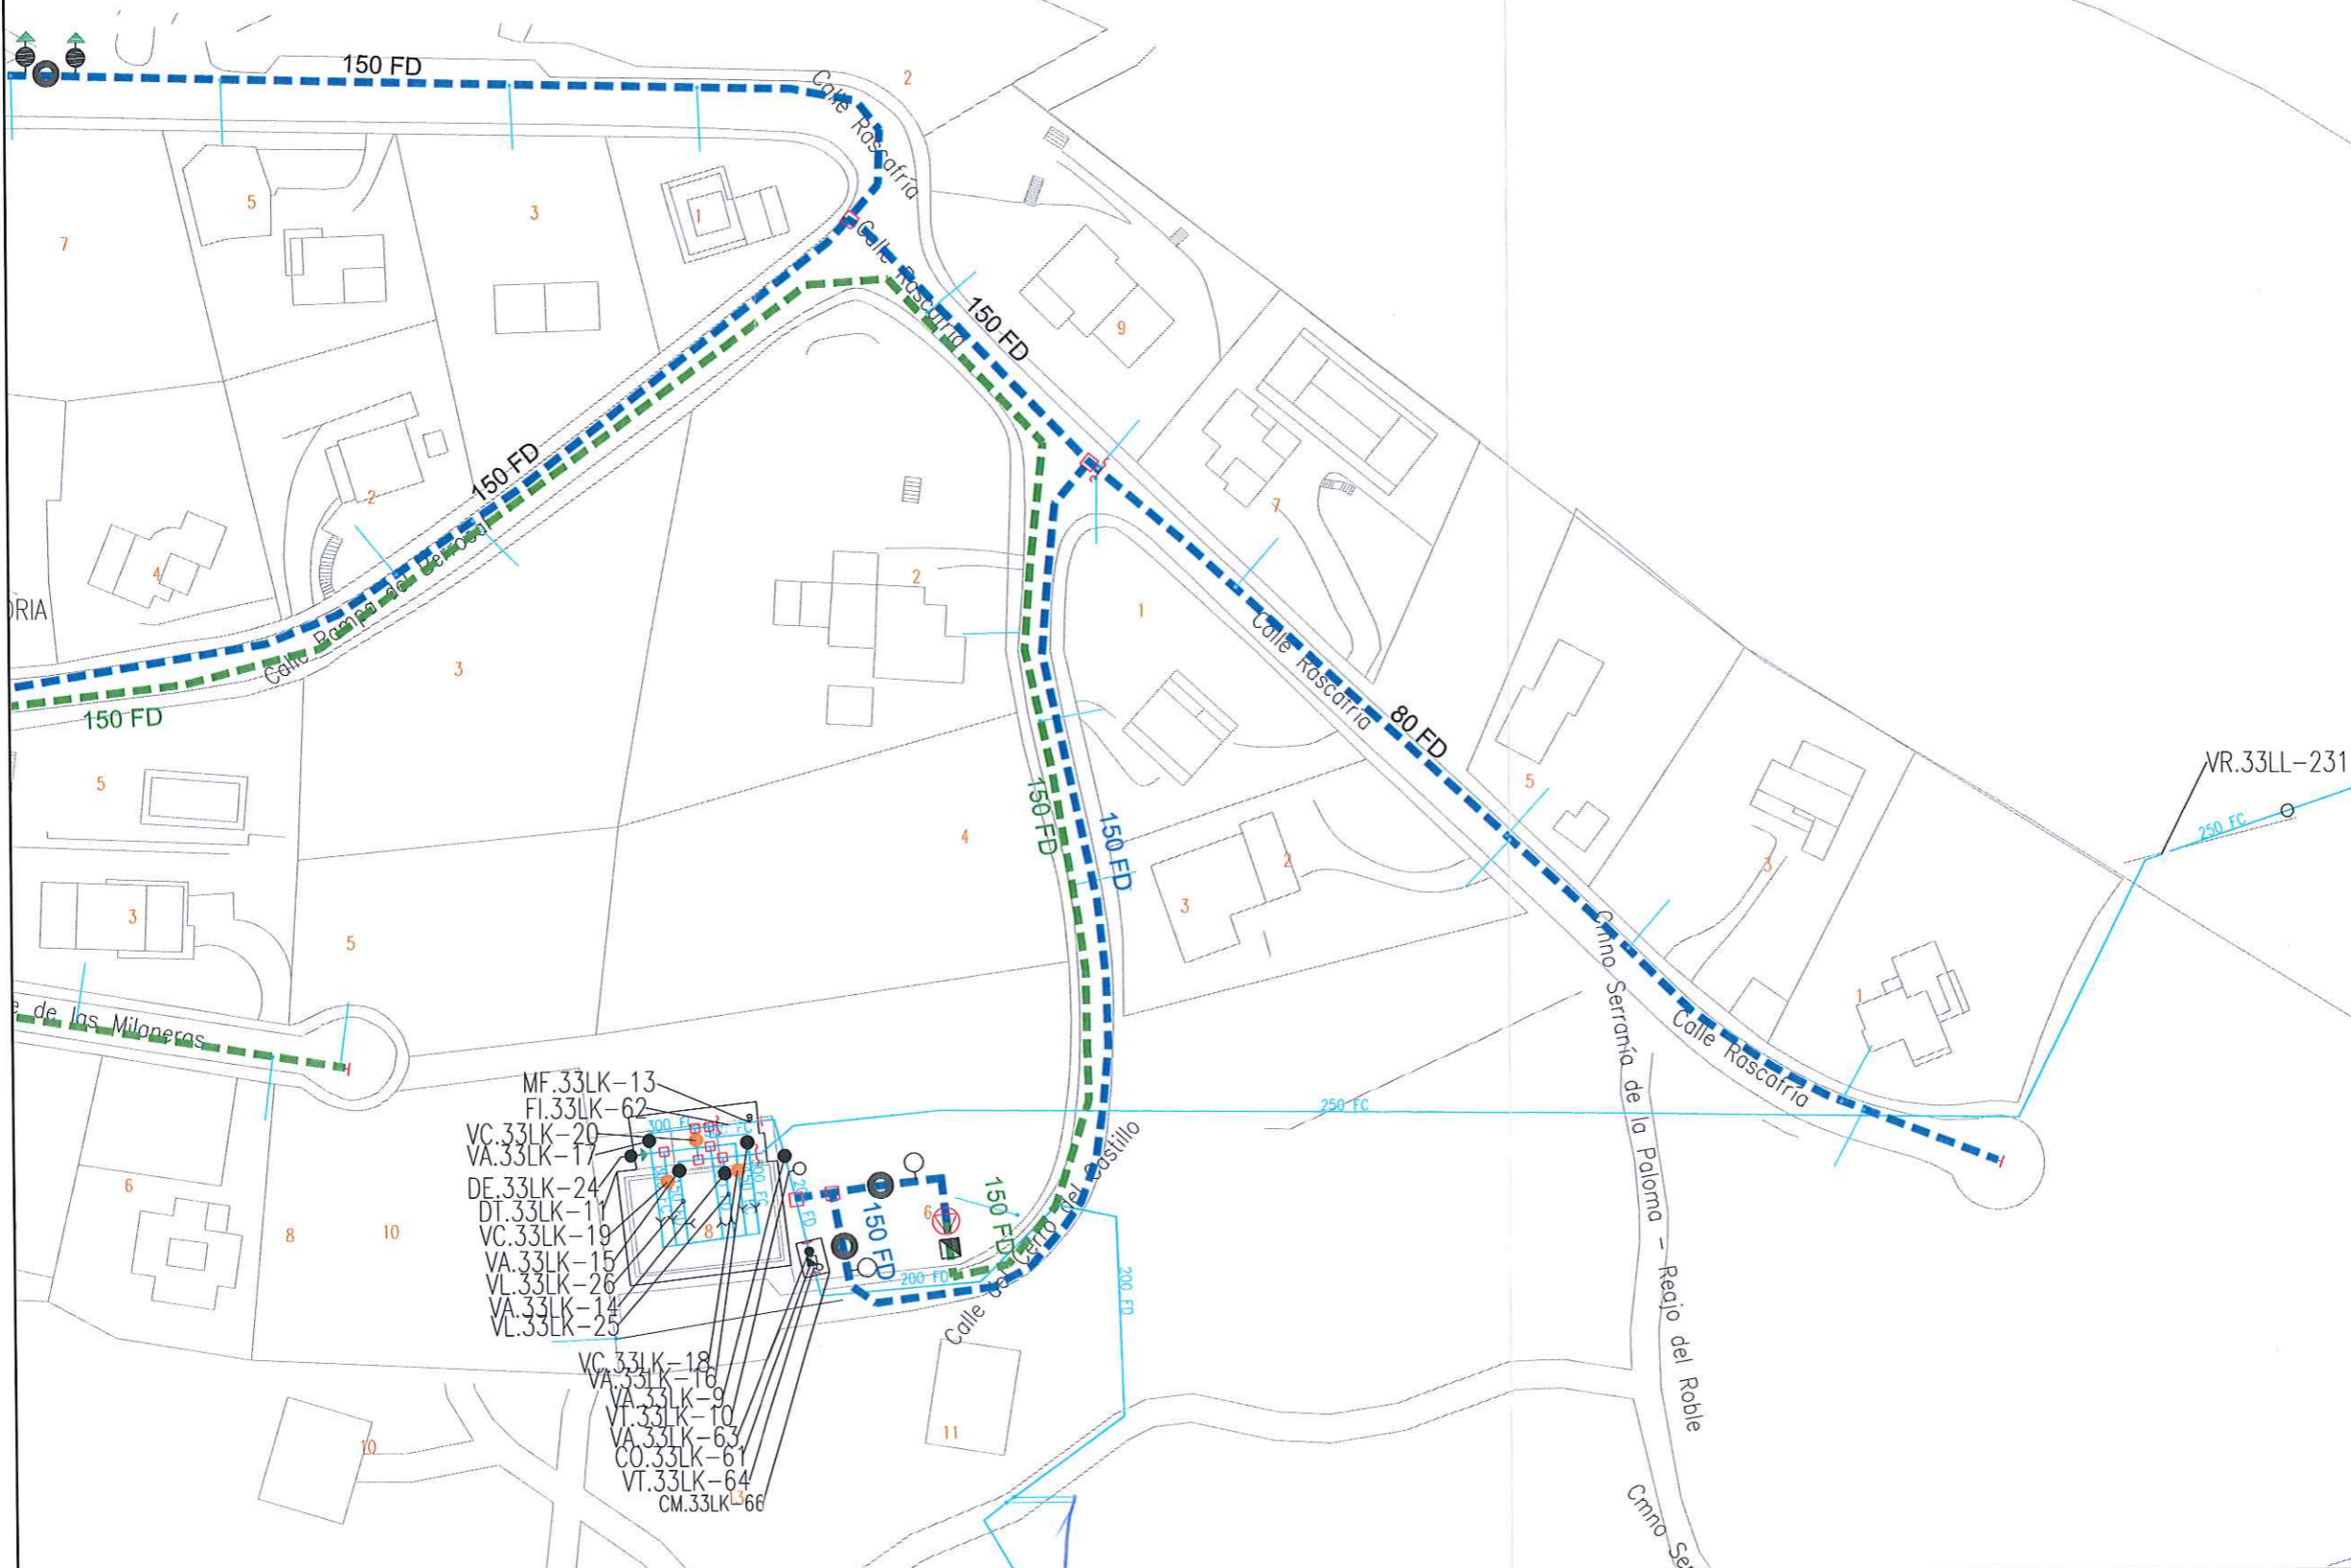 150 FD
Calle Rascafría
2
5
3
1
7
Calle Rascafría
150 FD
9
150 FD
2
7
4
2
1
Calle Rampa del Berrocal
Calle Rascafría
3
80 FD
150 FD
VR.33LL-231
5
5
250 FC
150 FD
150 FD
4
2
3
3
3
5
Cmno Serranía de la Paloma - Reajo del Roble
1
Calle Rascafría
e de las Milaneras
MF.33LK-13
FI.33LK-62
VC.33LK-20
VA.33LK-17
DE.33LK-24
DT.33LK-11
VC.33LK-19
VA.33LK-15
VL.33LK-26
VA.33LK-14
VL.33LK-25
250 FC
300 FC
Calle del Cerro del Castillo
150 FD
150 FD
6
8
200 FD
200 FD
6
8
10
VC.33LK-18
VA.33LK-16
VA.33LK-9
VT.33LK-10
VA.33LK-63
CO.33LK-61
VT.33LK-64
CM.33LK-66
13
10
11
Cmno Se